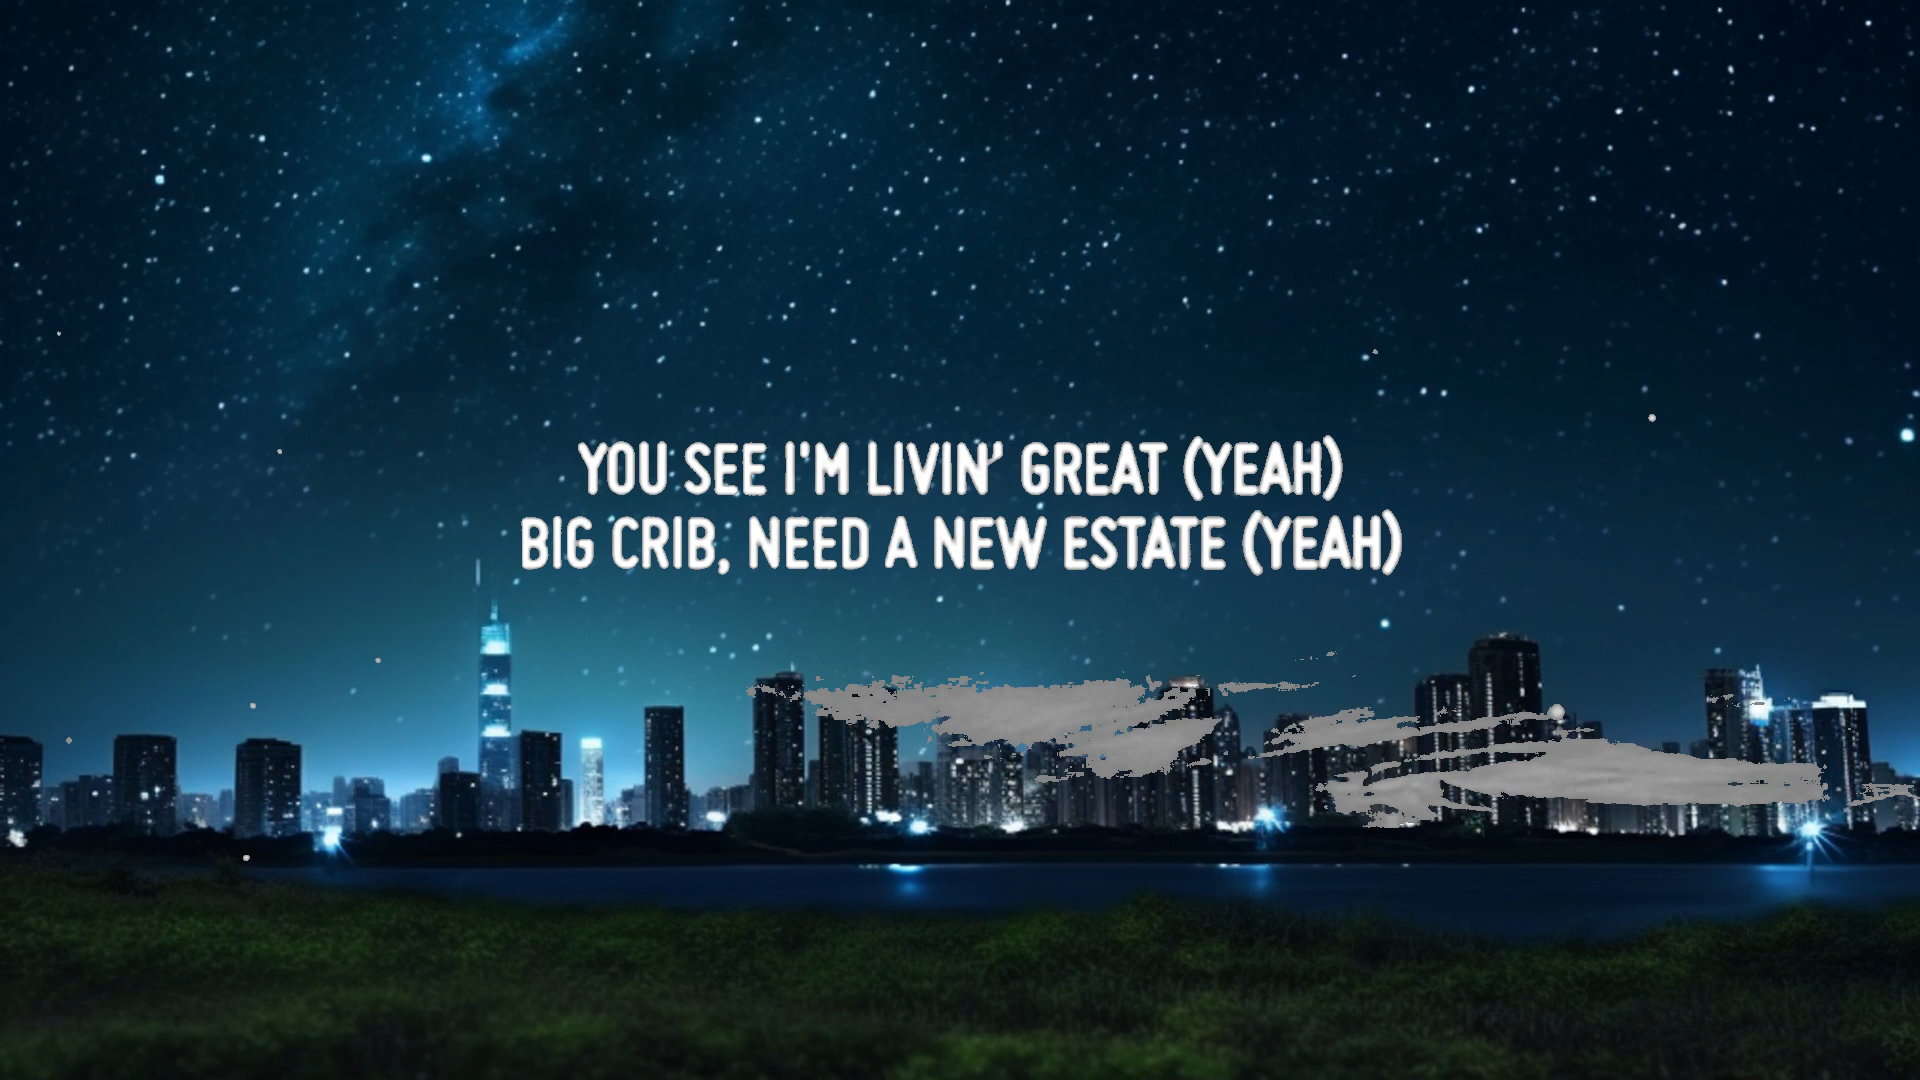 YOU SEE I'M LIVIN’ GREAT (YEAH)
BIG CRIB, NEED A NEW ESTATE (YEAH)